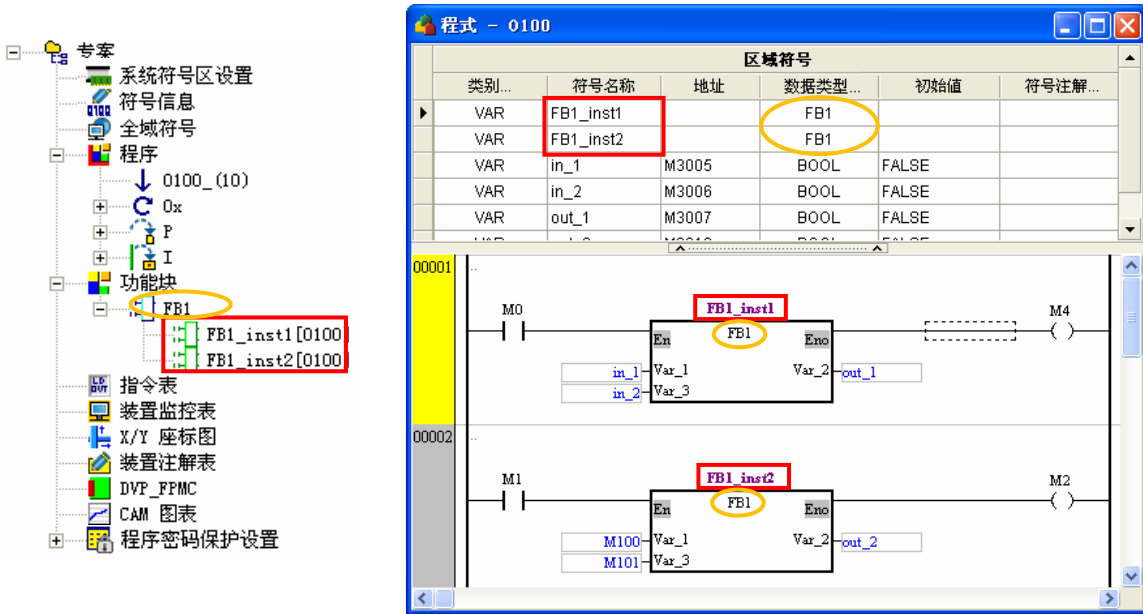 专案
系统符号区设置
符号信息
全域符号
程序
O100_(10)
Ox
P
I
功能块
FB1
FB1_inst1[O100]
FB1_inst2[O100]
指令表
装置监控表
X/Y 座标图
装置注解表
DVP_FPMC
CAM 图表
程序密码保护设置
程式 - O100
区域符号
类别... 符号名称 地址 数据类型... 初始值 符号注解...
VAR FB1_inst1 FB1
VAR FB1_inst2 FB1
VAR in_1 M3005 BOOL FALSE
VAR in_2 M3006 BOOL FALSE
VAR out_1 M3007 BOOL FALSE
00001
M0 FB1_inst1 M4
FB1
En Eno
in_1 Var_1 Var_2 out_1
in_2 Var_3
00002
M1 FB1_inst2 M2
FB1
En Eno
M100 Var_1 Var_2 out_2
M101 Var_3